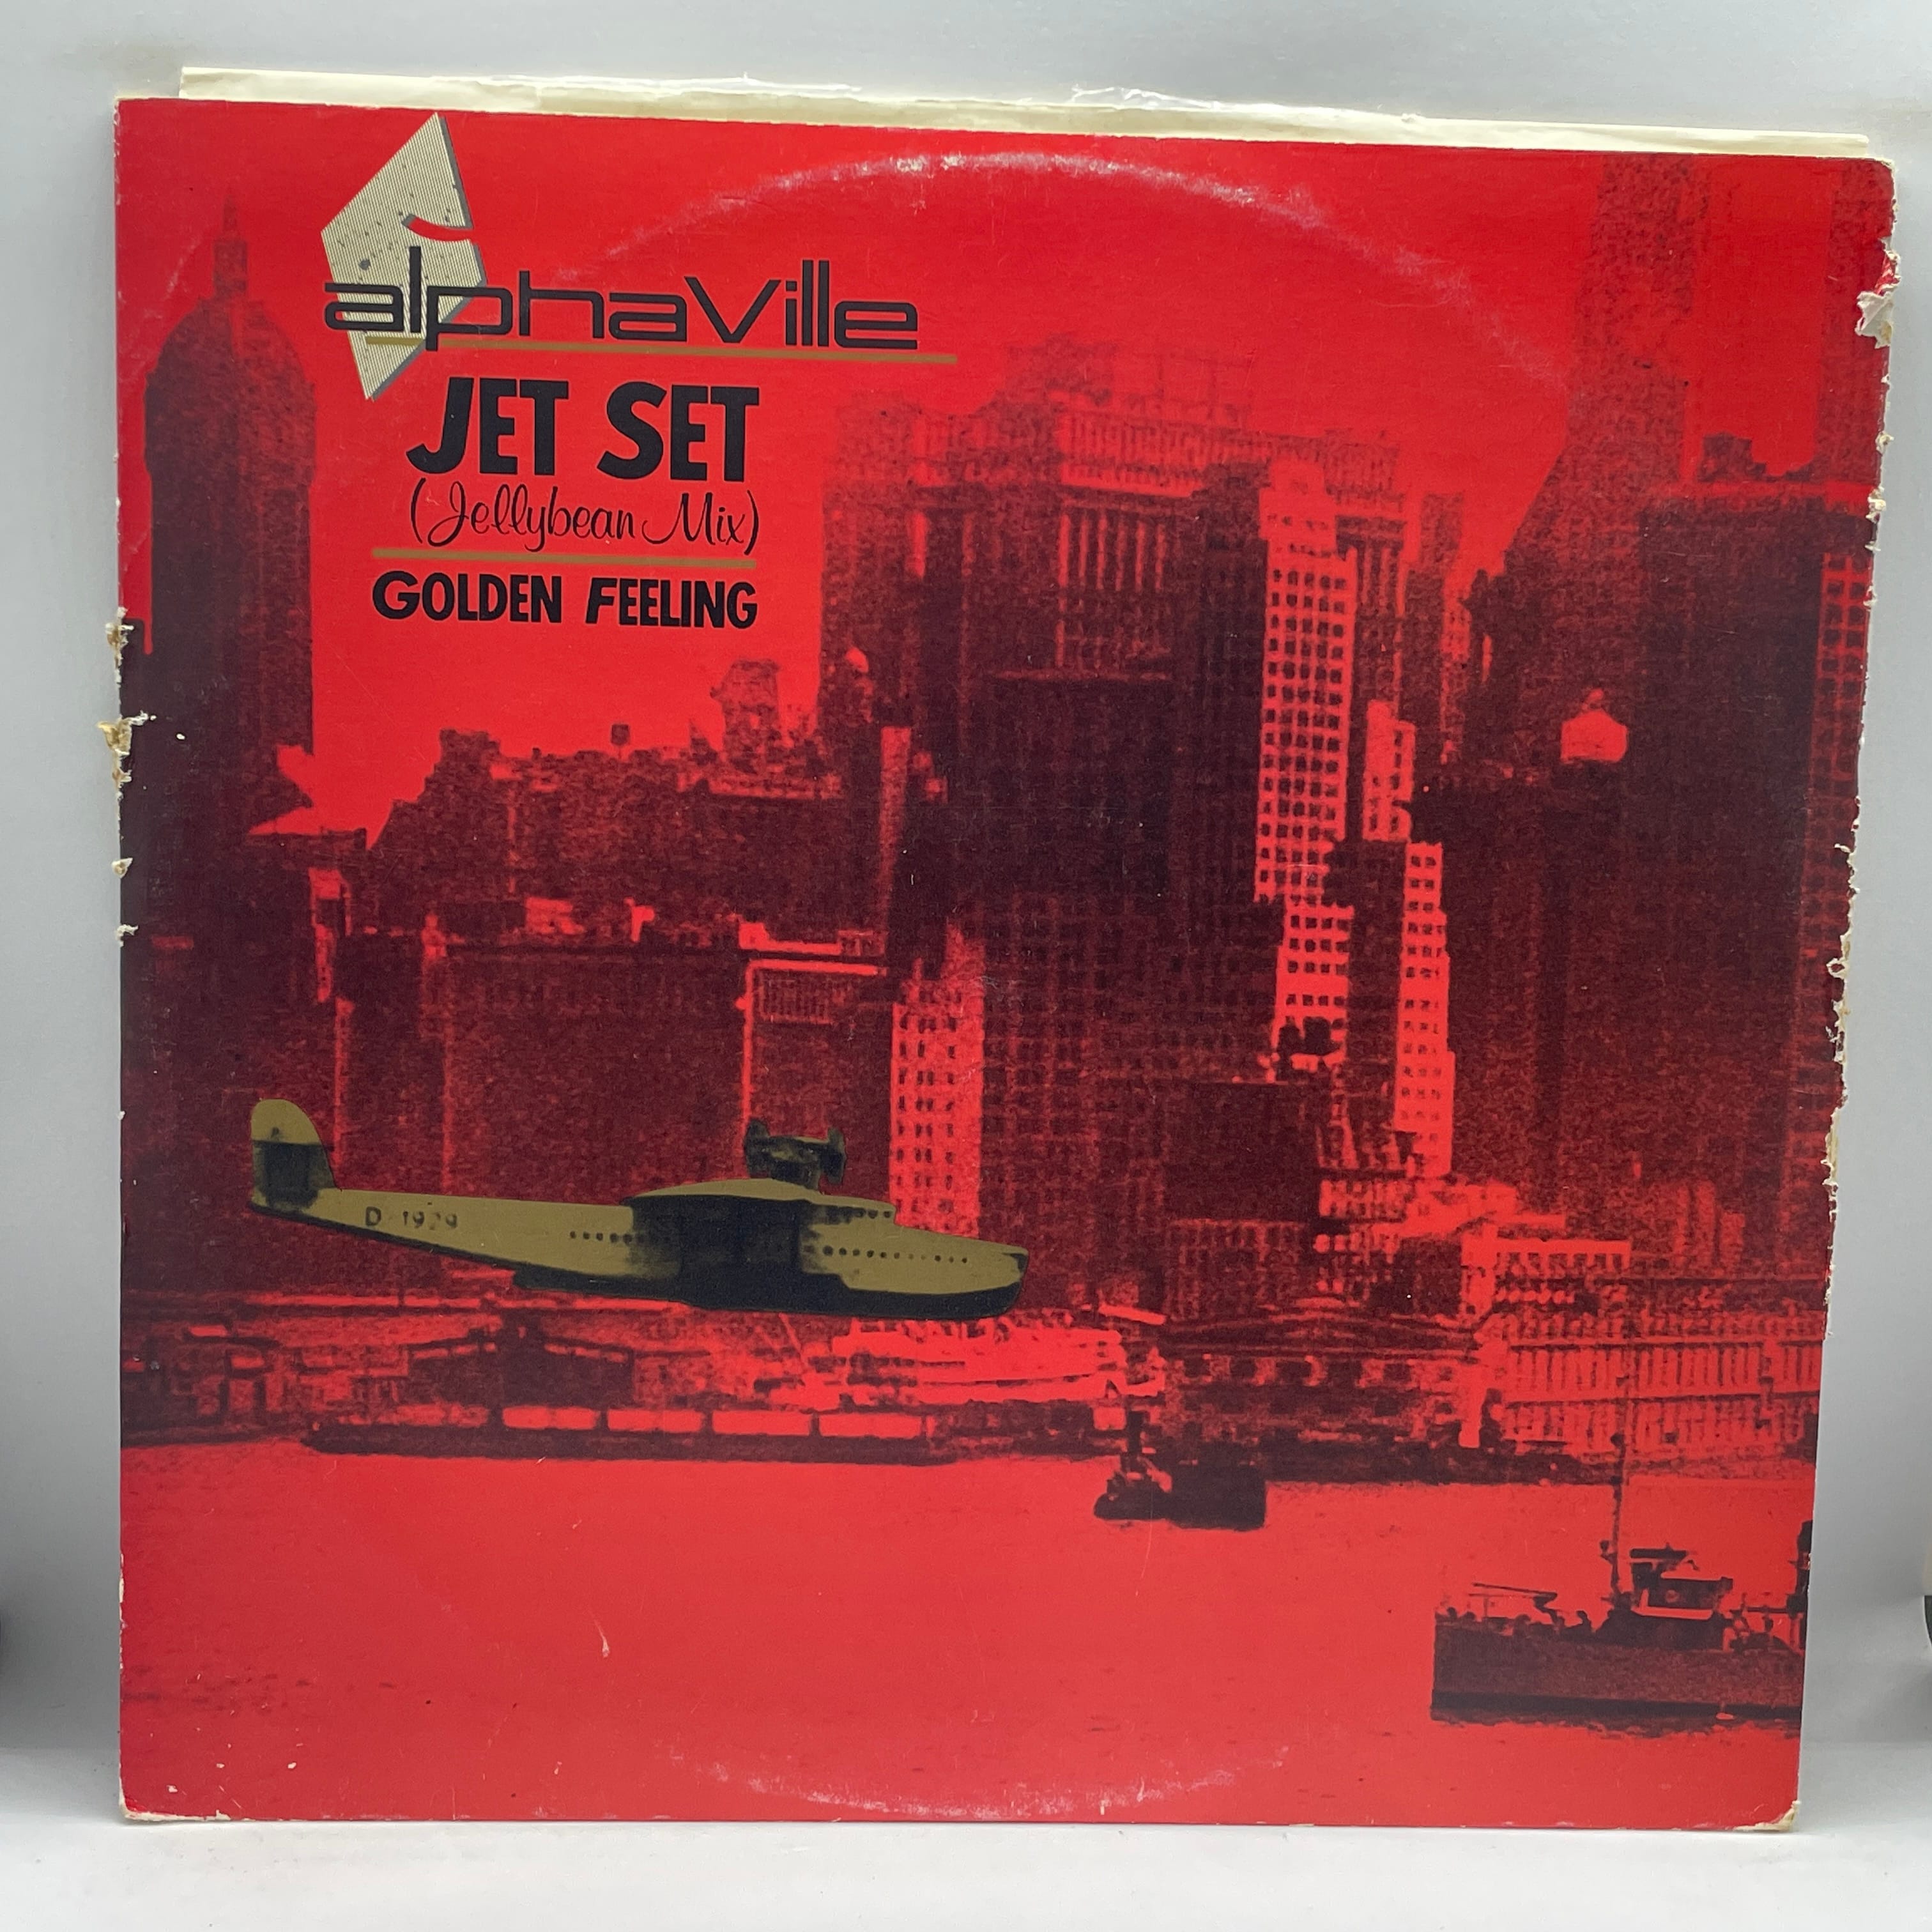 alphaville
JET SET
(Jellybean Mix)
GOLDEN FEELING
D 1929